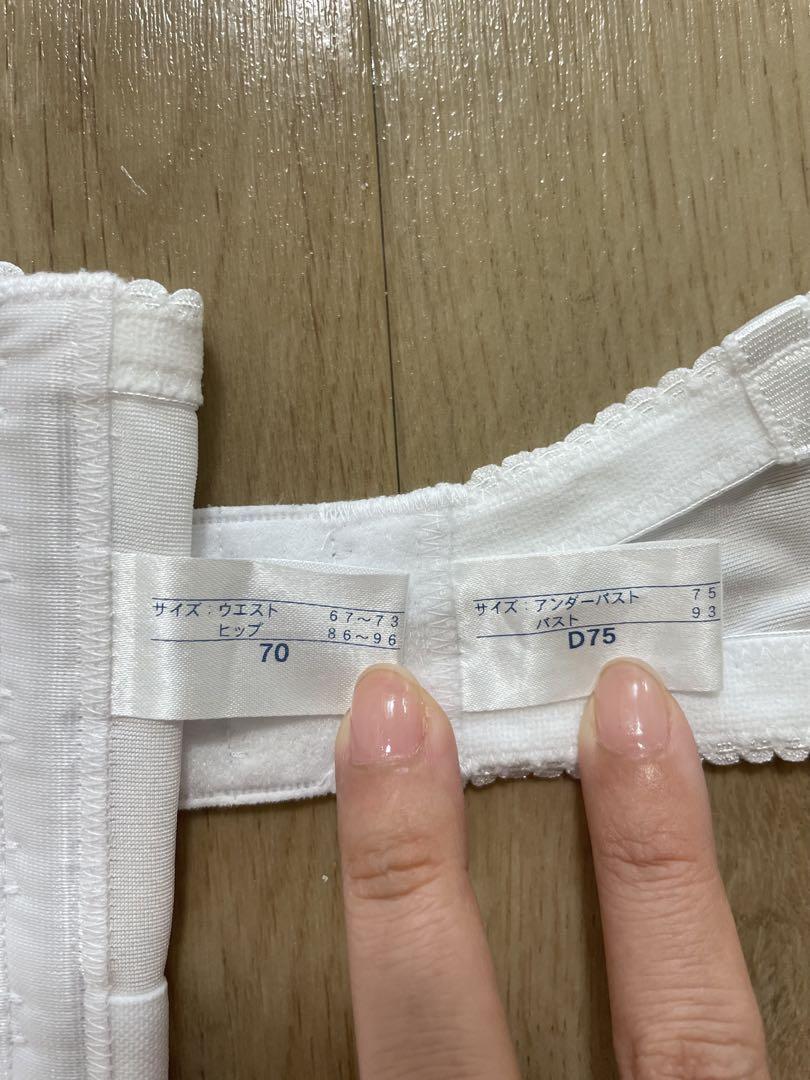 サイズ：ウエスト 67〜73
ヒップ 86〜96
70
サイズ：アンダーバスト 75
バスト 93
D75